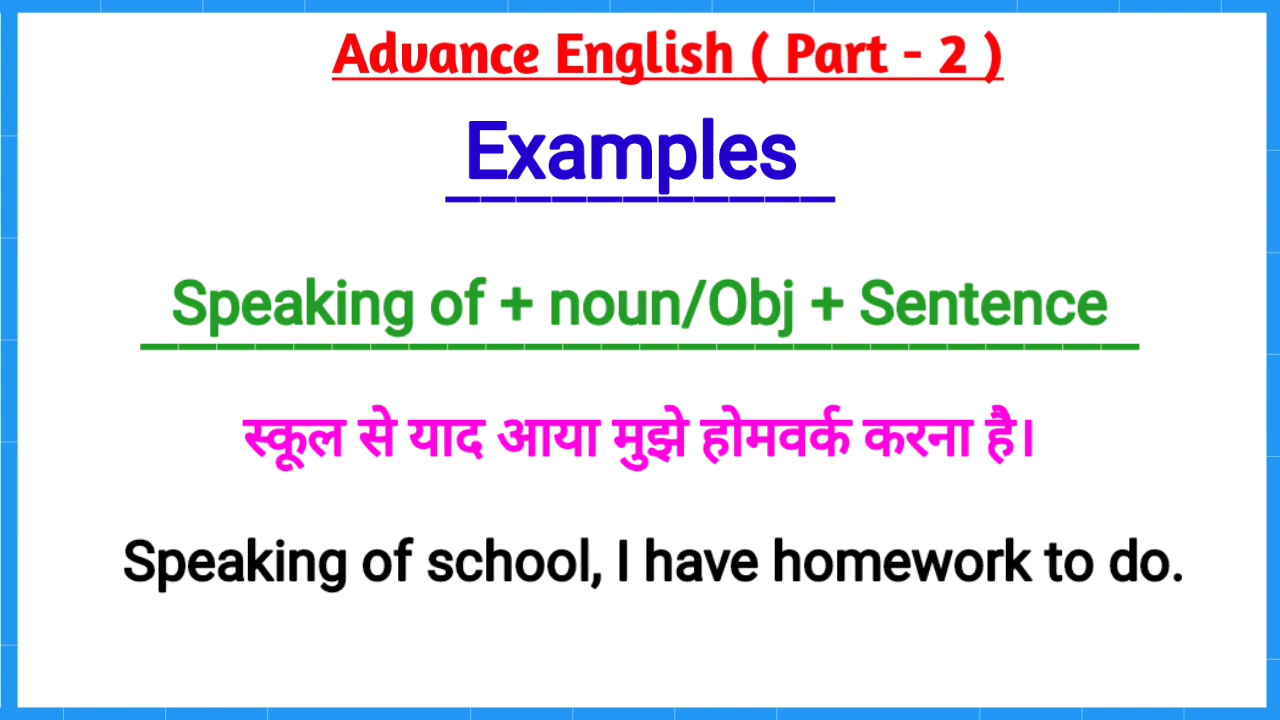 Advance English ( Part - 2 )
Examples
Speaking of + noun/Obj + Sentence
स्कूल से याद आया मुझे होमवर्क करना है।
Speaking of school, I have homework to do.